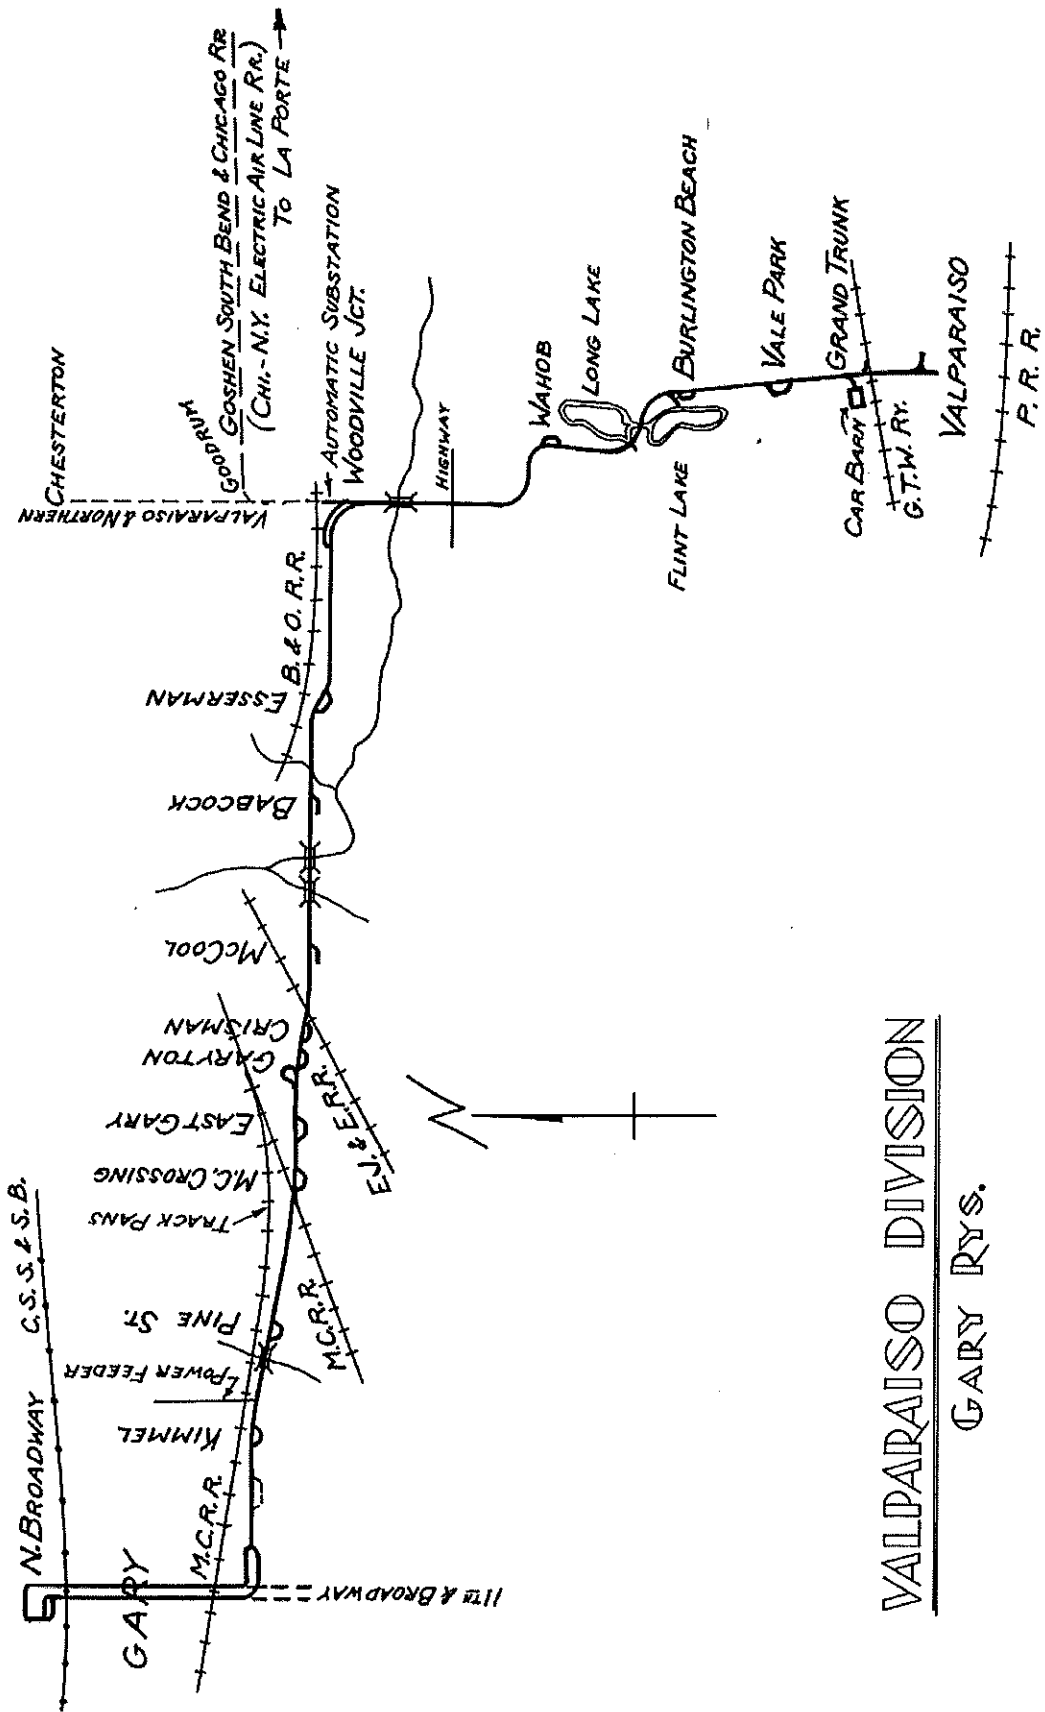 N. BROADWAY
C.S.S. & S.B.
GARY
M.C.R.R.
11TH & BROADWAY
KIMMEL
POWER FEEDER
PINE ST.
TRACK PANS
M.C. CROSSING
M.C.R.R.
EAST GARY
GARYTON
CRISMAN
E.J. & E.R.R.
MCCOOL
BABCOCK
ESSERMAN
B. & O. R.R.
VALPARAISO & NORTHERN
CHESTERTON
GOODRUM
GOSHEN SOUTH BEND & CHICAGO RR
(CHI.-N.Y. ELECTRIC AIR LINE RR.)
TO LA PORTE
AUTOMATIC SUBSTATION
WOODVILLE JCT.
HIGHWAY
WAHOB
LONG LAKE
FLINT LAKE
BURLINGTON BEACH
VALE PARK
GRAND TRUNK
CAR BARN
G.T.W. RY.
VALPARAISO
P. R. R.
N
VALPARAISO DIVISION
GARY RYS.